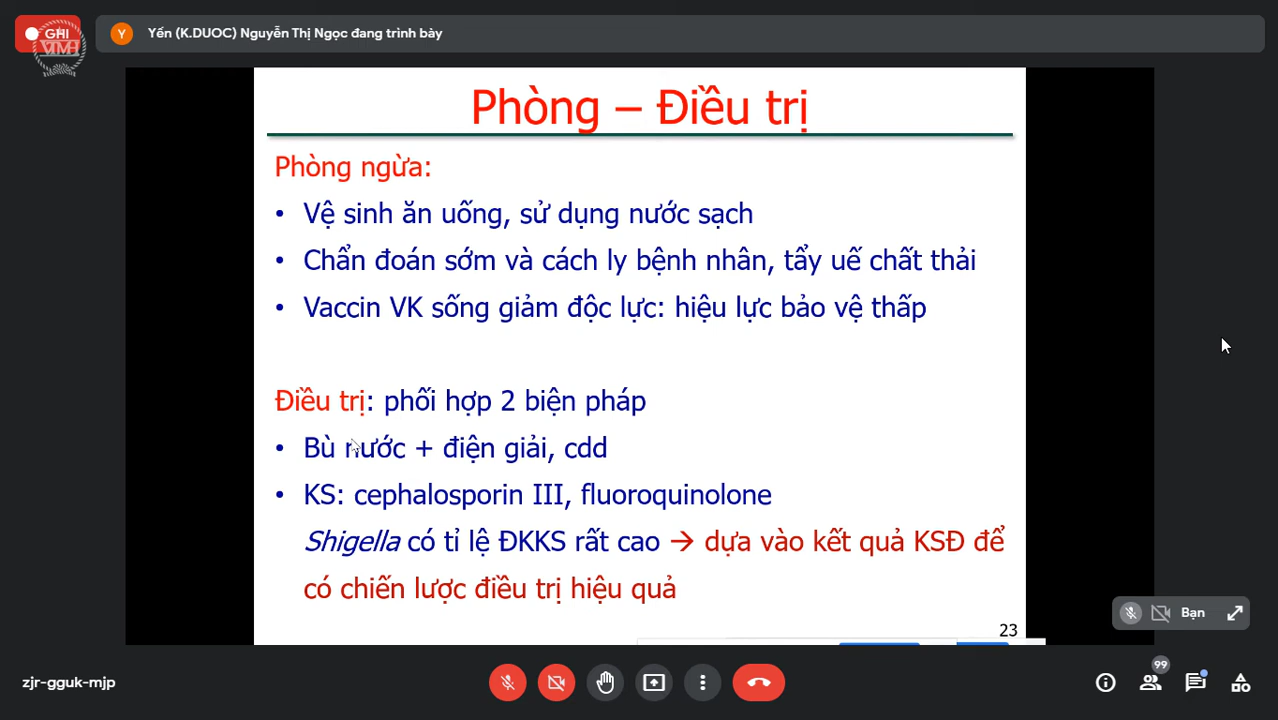 GHI
VTMH
Y
Yến (K.DUOC) Nguyễn Thị Ngọc đang trình bày
Phòng – Điều trị
Phòng ngừa:
• Vệ sinh ăn uống, sử dụng nước sạch
• Chẩn đoán sớm và cách ly bệnh nhân, tẩy uế chất thải
• Vaccin VK sống giảm độc lực: hiệu lực bảo vệ thấp
Điều trị: phối hợp 2 biện pháp
• Bù nước + điện giải, cdd
• KS: cephalosporin III, fluoroquinolone
Shigella có tỉ lệ ĐKKS rất cao → dựa vào kết quả KSĐ để
có chiến lược điều trị hiệu quả
23
Bạn
zjr-gguk-mjp
99